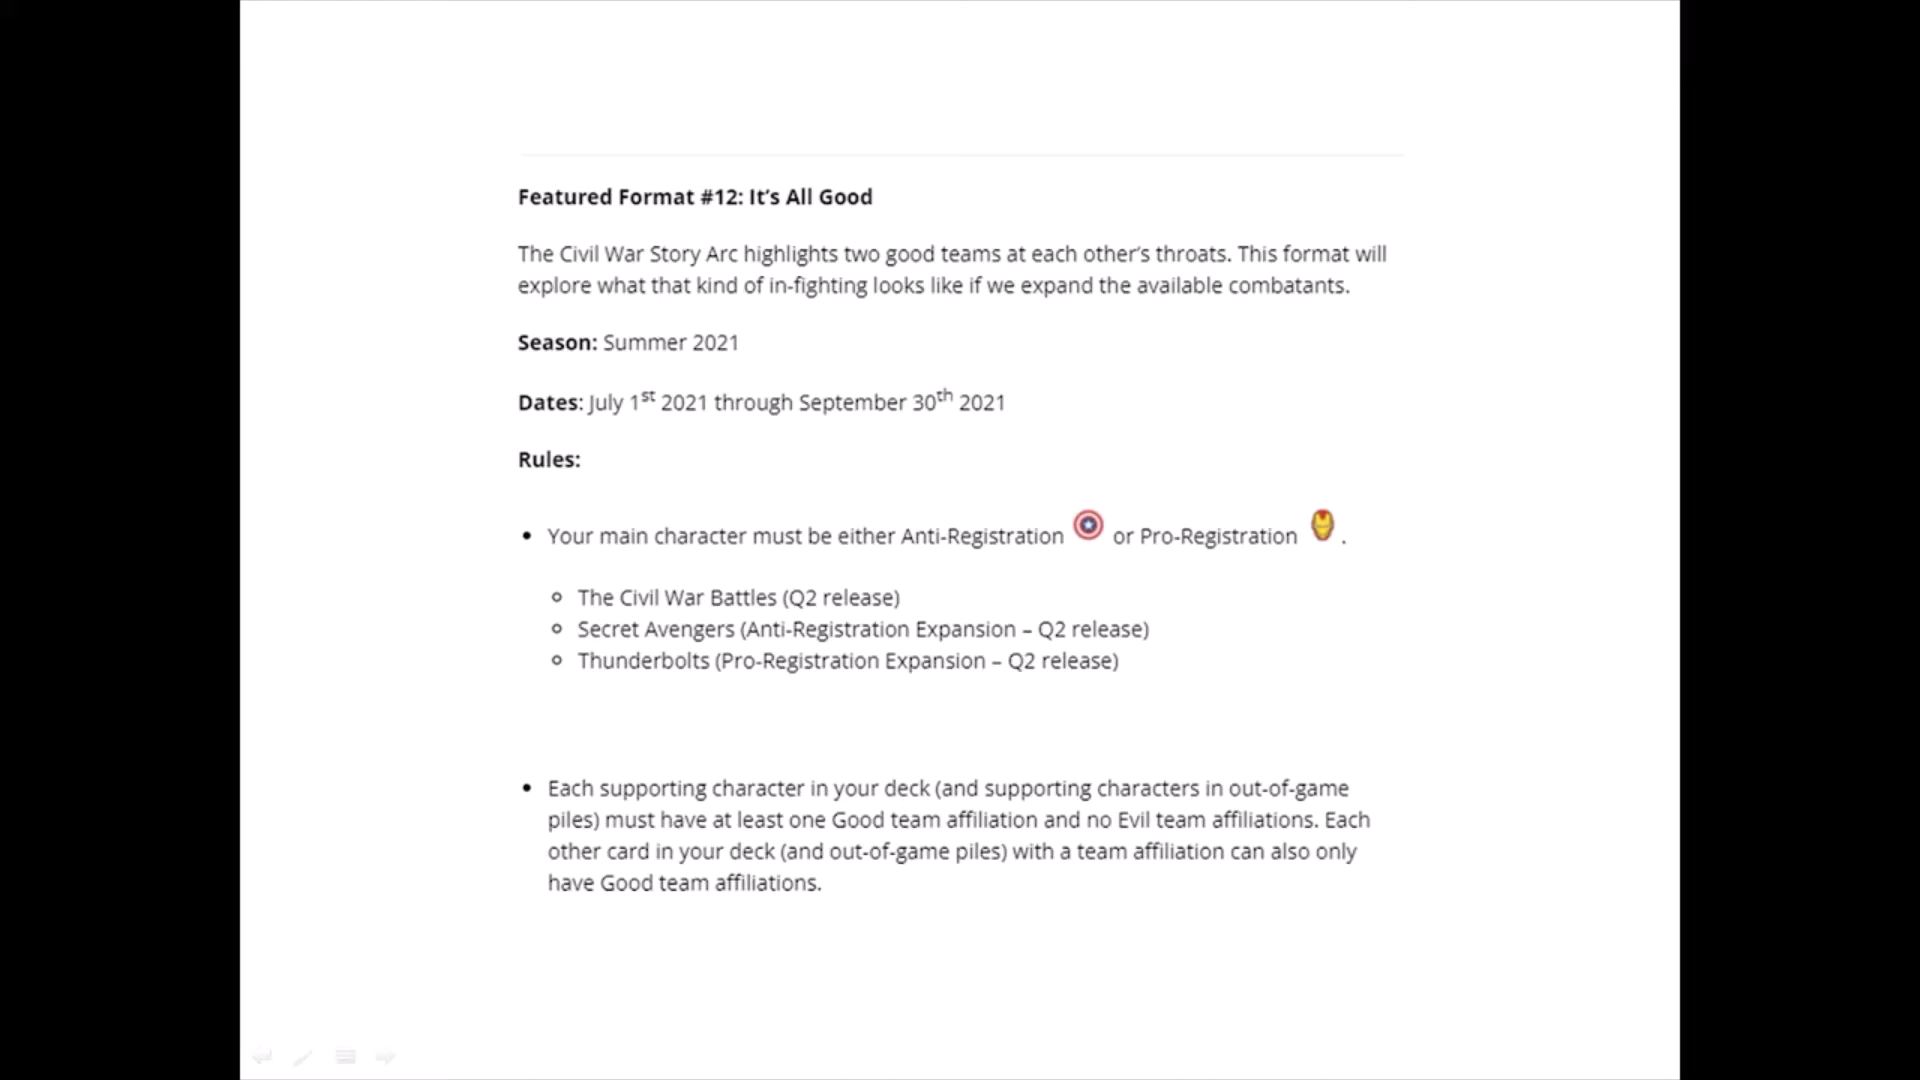 Featured Format #12: It’s All Good
The Civil War Story Arc highlights two good teams at each other’s throats. This format will
explore what that kind of in-fighting looks like if we expand the available combatants.
Season: Summer 2021
Dates: July 1st 2021 through September 30th 2021
Rules:
• Your main character must be either Anti-Registration or Pro-Registration .
○ The Civil War Battles (Q2 release)
○ Secret Avengers (Anti-Registration Expansion – Q2 release)
○ Thunderbolts (Pro-Registration Expansion – Q2 release)
• Each supporting character in your deck (and supporting characters in out-of-game
piles) must have at least one Good team affiliation and no Evil team affiliations. Each
other card in your deck (and out-of-game piles) with a team affiliation can also only
have Good team affiliations.